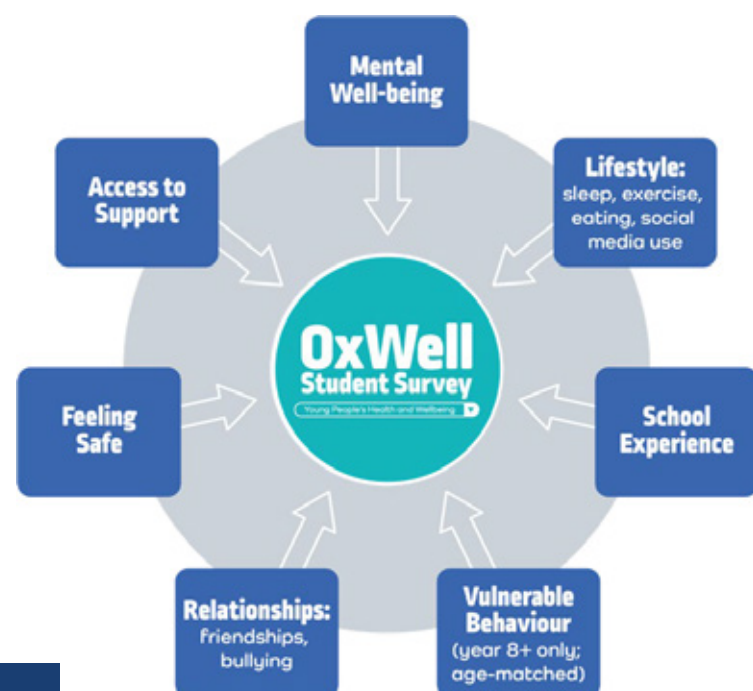 Mental
Well-being
Lifestyle:
sleep, exercise,
eating, social
media use
School
Experience
Vulnerable
Behaviour
(year 8+ only;
age-matched)
Relationships:
friendships,
bullying
Feeling
Safe
Access to
Support
OxWell
Student Survey
Young People's Health and Wellbeing